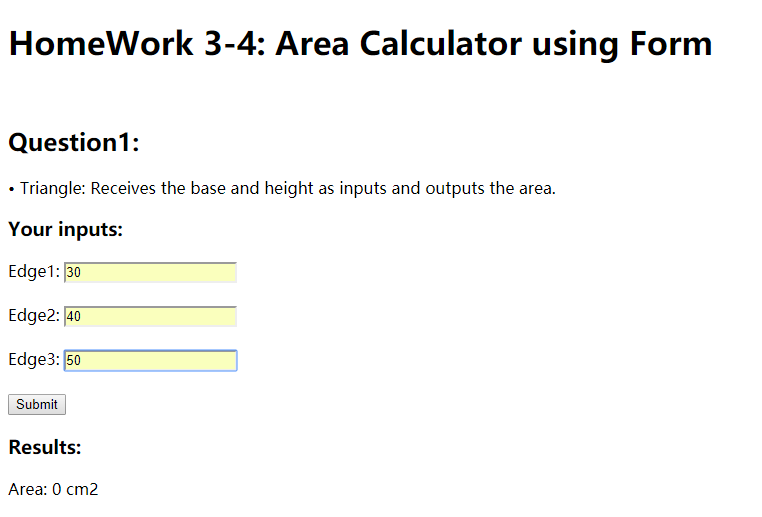 HomeWork 3-4: Area Calculator using Form
Question1:
• Triangle: Receives the base and height as inputs and outputs the area.
Your inputs:
Edge1: 30
Edge2: 40
Edge3: 50
Submit
Results:
Area: 0 cm2